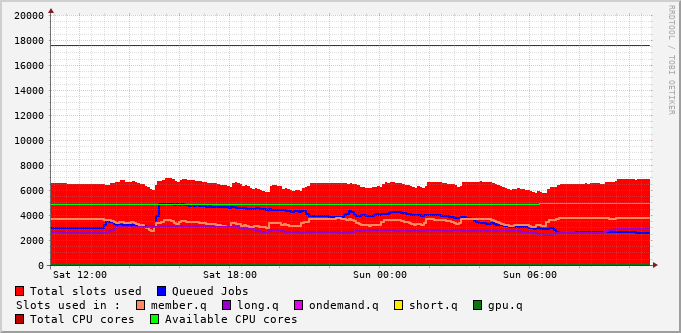 RRDTOOL / TOBI OETIKER
20000
18000
16000
14000
12000
10000
8000
6000
4000
2000
0
Sat 12:00 Sat 18:00 Sun 00:00 Sun 06:00
Total slots used Queued Jobs
Slots used in : member.q long.q ondemand.q short.q gpu.q
Total CPU cores Available CPU cores